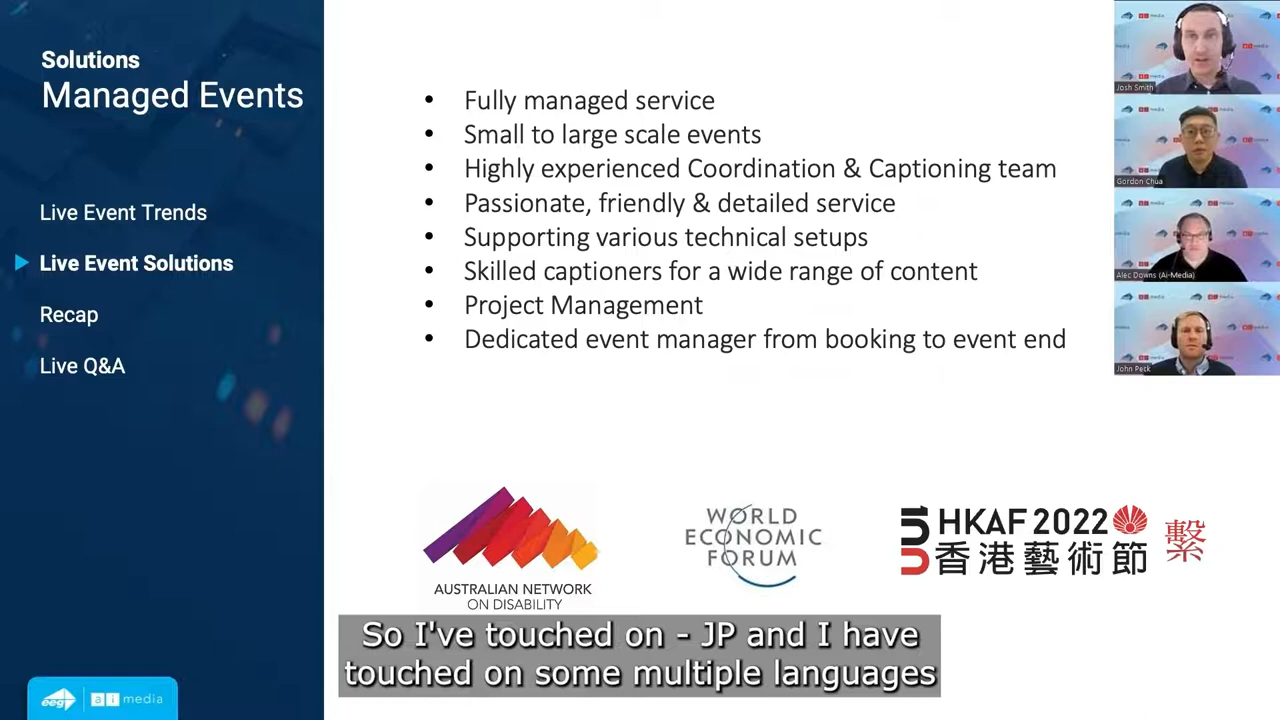 Solutions
Managed Events
Live Event Trends
Live Event Solutions
Recap
Live Q&A
eeg
ai media
• Fully managed service
• Small to large scale events
• Highly experienced Coordination & Captioning team
• Passionate, friendly & detailed service
• Supporting various technical setups
• Skilled captioners for a wide range of content
• Project Management
• Dedicated event manager from booking to event end
AUSTRALIAN NETWORK
ON DISABILITY
WORLD
ECONOMIC
FORUM
HKAF 2022
香港藝術節
繫
So I've touched on - JP and I have
touched on some multiple languages
Josh Smith
Gordon Chua
Alec Downs (Ai-Media)
John Peck